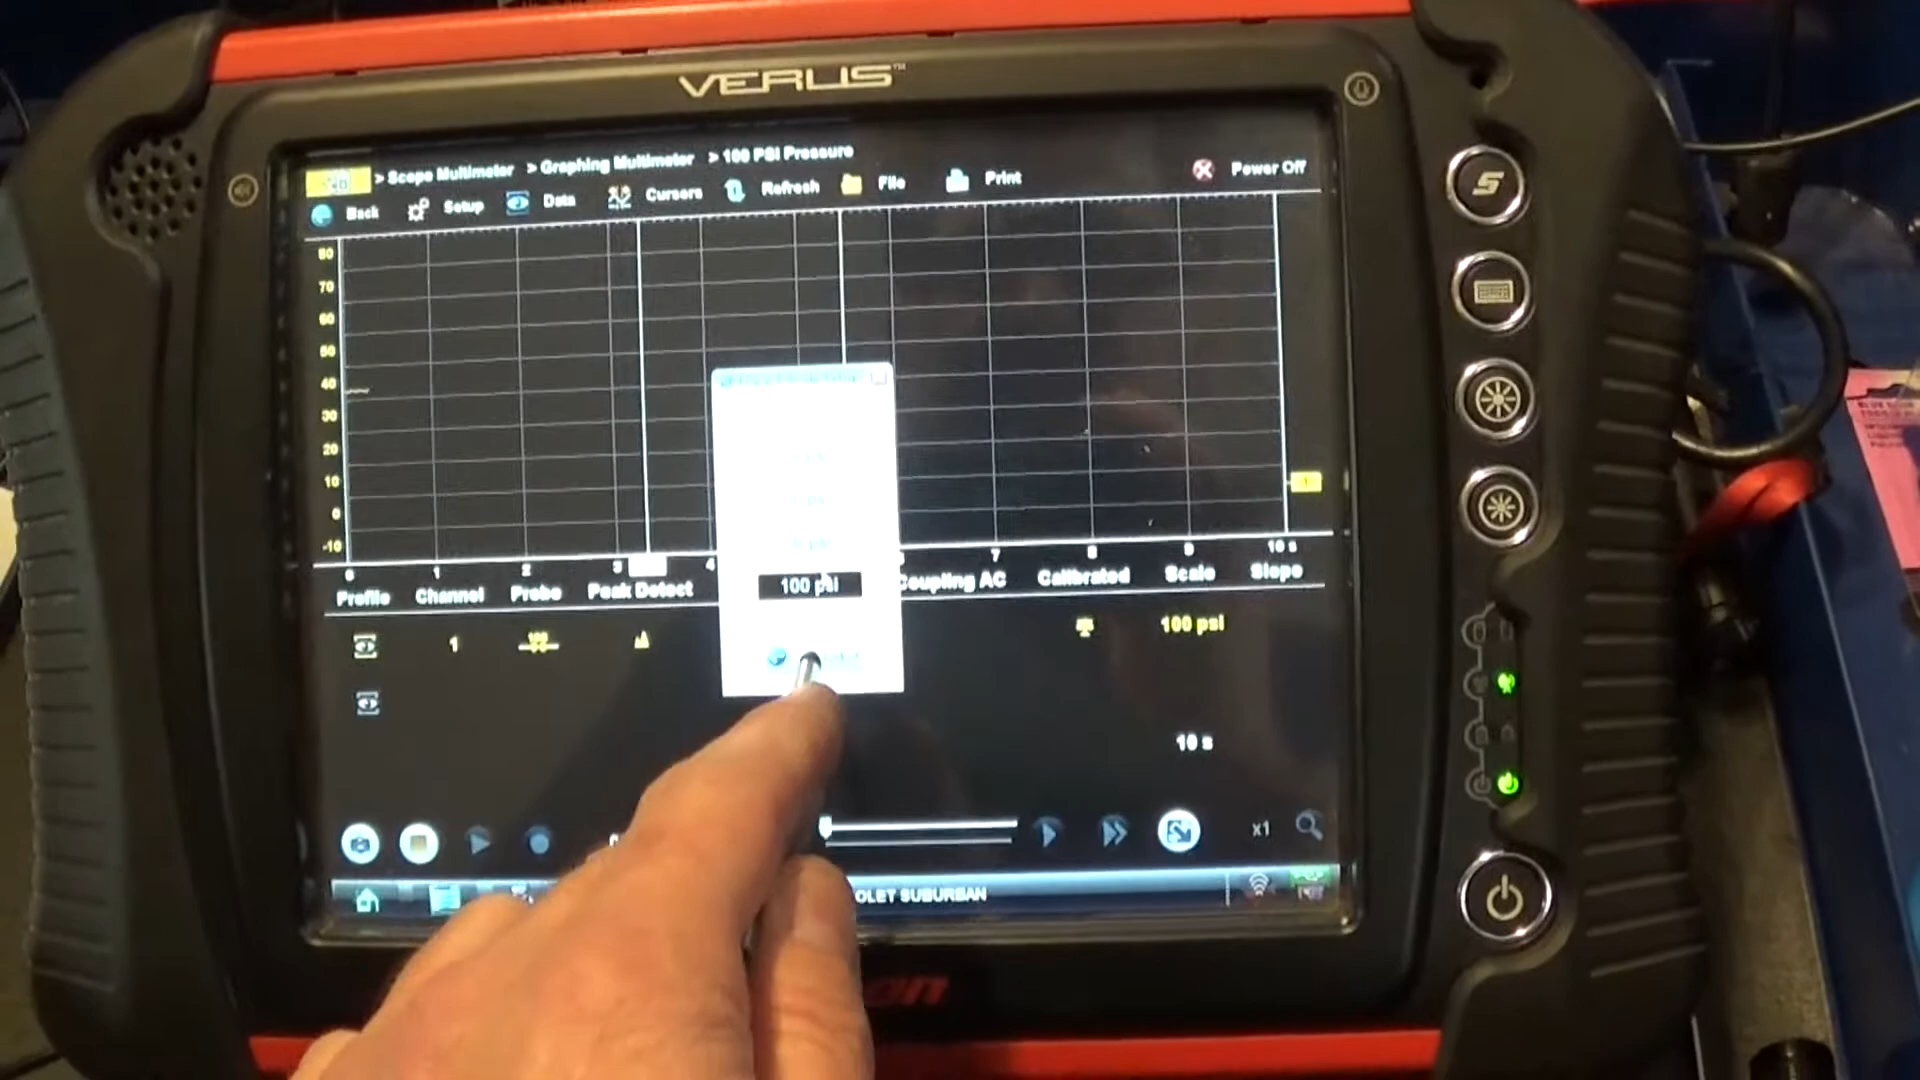 VERUS™
> Scope Multimeter > Graphing Multimeter > 100 PSI Pressure
Back Setup Data Cursors Refresh File Print Power Off
80
70
60
50
40
30
20
10
0
-10
0 1 2 3 4 7 8 9 10 s
Profile Channel Probe Peak Detect Coupling AC Calibrated Scale Slope
100 psi
1 100 psi
10 s
x1
OLET SUBURBAN
on